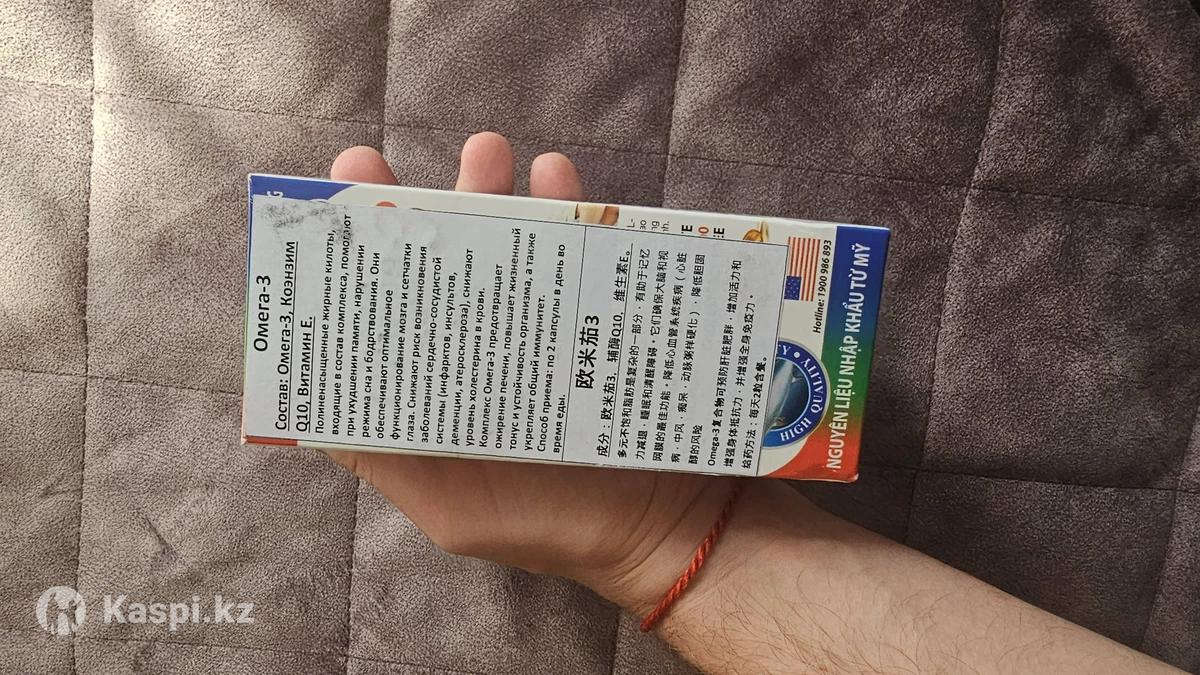 Омега-3
Состав: Омега-3, Коэнзим
Q10, Витамин Е.
Полиненасыщенные жирные килоты,
входящие в состав комплекса, помогают
при ухудшении памяти, нарушении
режима сна и бодрствования. Они
обеспечивают оптимальное
функционирование мозга и сетчатки
глаза. Снижают риск возникновения
заболеваний сердечно-сосудистой
системы (инфарктов, инсультов,
деменции, атеросклероза), снижают
уровень холестерина в крови.
Комплекс Омега-3 предотвращает
ожирение печени, повышает жизненный
тонус и устойчивость организма, а также
укрепляет общий иммунитет.
Способ приема: по 2 капсулы в день во
время еды.
欧米茄3
成分：欧米茄3, 辅酶Q10, 维生素E。
多元不饱和脂肪是复杂的一部分，有助于记忆
力减退，睡眠和清醒障碍。它们确保大脑和视
网膜的最佳功能。降低心血管系统疾病（心脏
病，中风，痴呆，动脉粥样硬化），降低胆固
醇的风险
Omega-3复合物可预防肝脏肥胖，增加活力和
增强身体抵抗力，并增强全身免疫力。
给药方法：每天2粒含餐。
HIGH QUALITY
Hotline: 1900 986 893
NGUYÊN LIỆU NHẬP KHẨU TỪ MỸ
Kaspi.kz